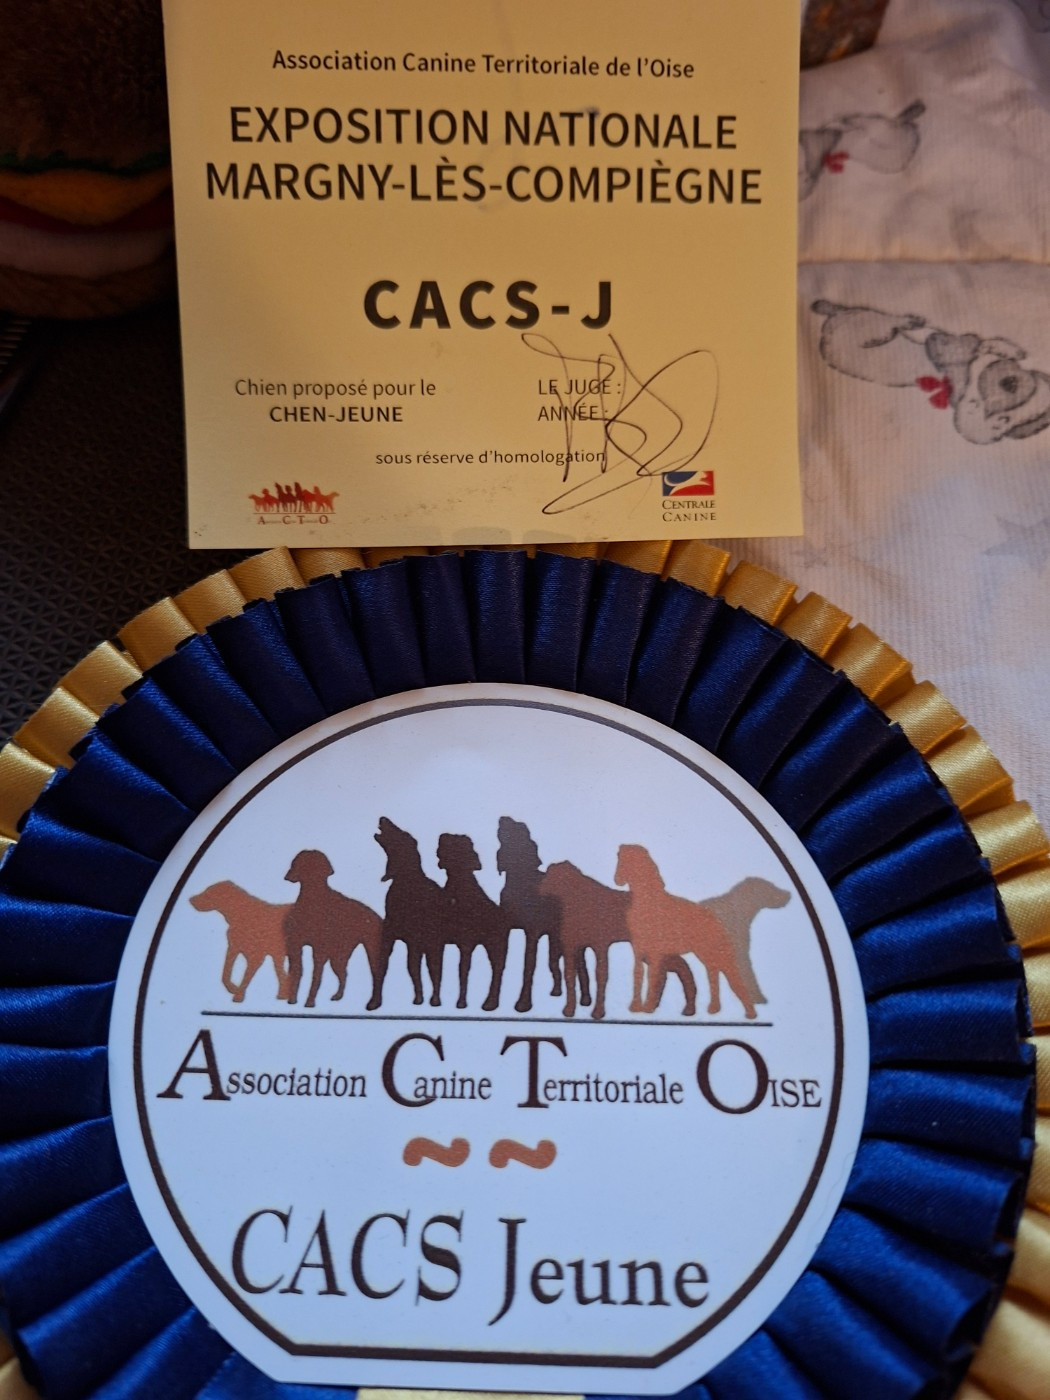 Association Canine Territoriale de l'Oise
EXPOSITION NATIONALE
MARGNY-LÈS-COMPIÈGNE
CACS-J
Chien proposé pour le
CHEN-JEUNE
LE JUGE :
ANNÉE :
sous réserve d'homologation
A C T O
CENTRALE
CANINE
Association Canine Territoriale OISE
CACS Jeune